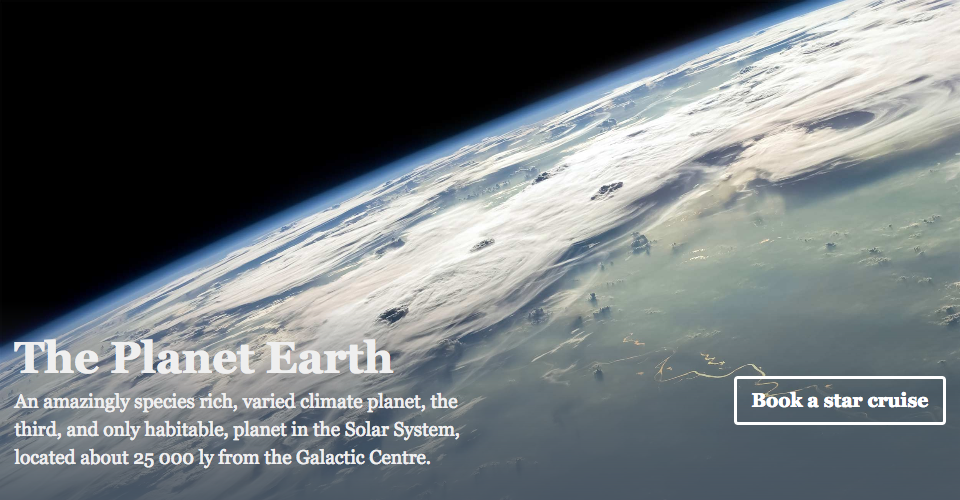 The Planet Earth
An amazingly species rich, varied climate planet, the
third, and only habitable, planet in the Solar System,
located about 25 000 ly from the Galactic Centre.
Book a star cruise